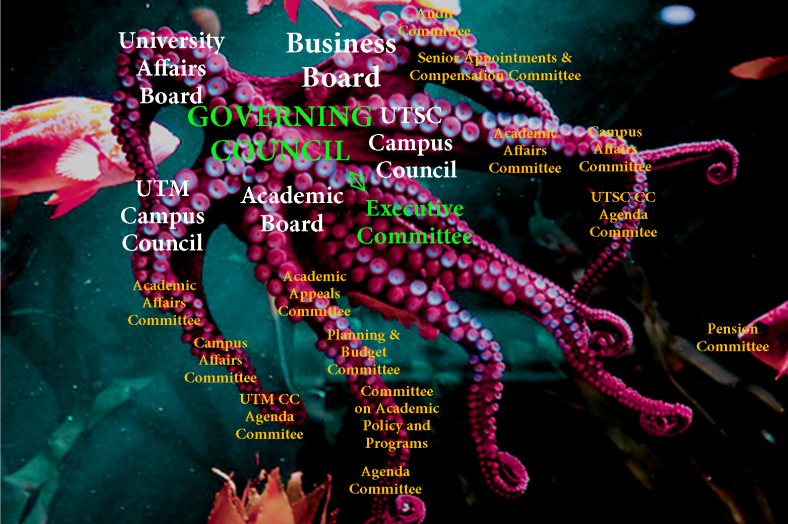 University
Affairs
Board
Business
Board
Audit
Committee
Senior Appointments &
Compensation Committee
GOVERNING
COUNCIL
UTSC
Campus
Council
Academic
Affairs
Committee
Campus
Affairs
Committee
UTSC CC
Agenda
Commitee
UTM
Campus
Council
Academic
Board
Executive
Committee
Academic
Affairs
Committee
Campus
Affairs
Committee
UTM CC
Agenda
Commitee
Academic
Appeals
Committee
Planning &
Budget
Committee
Committee
on Academic
Policy and
Programs
Agenda
Committee
Pension
Committee